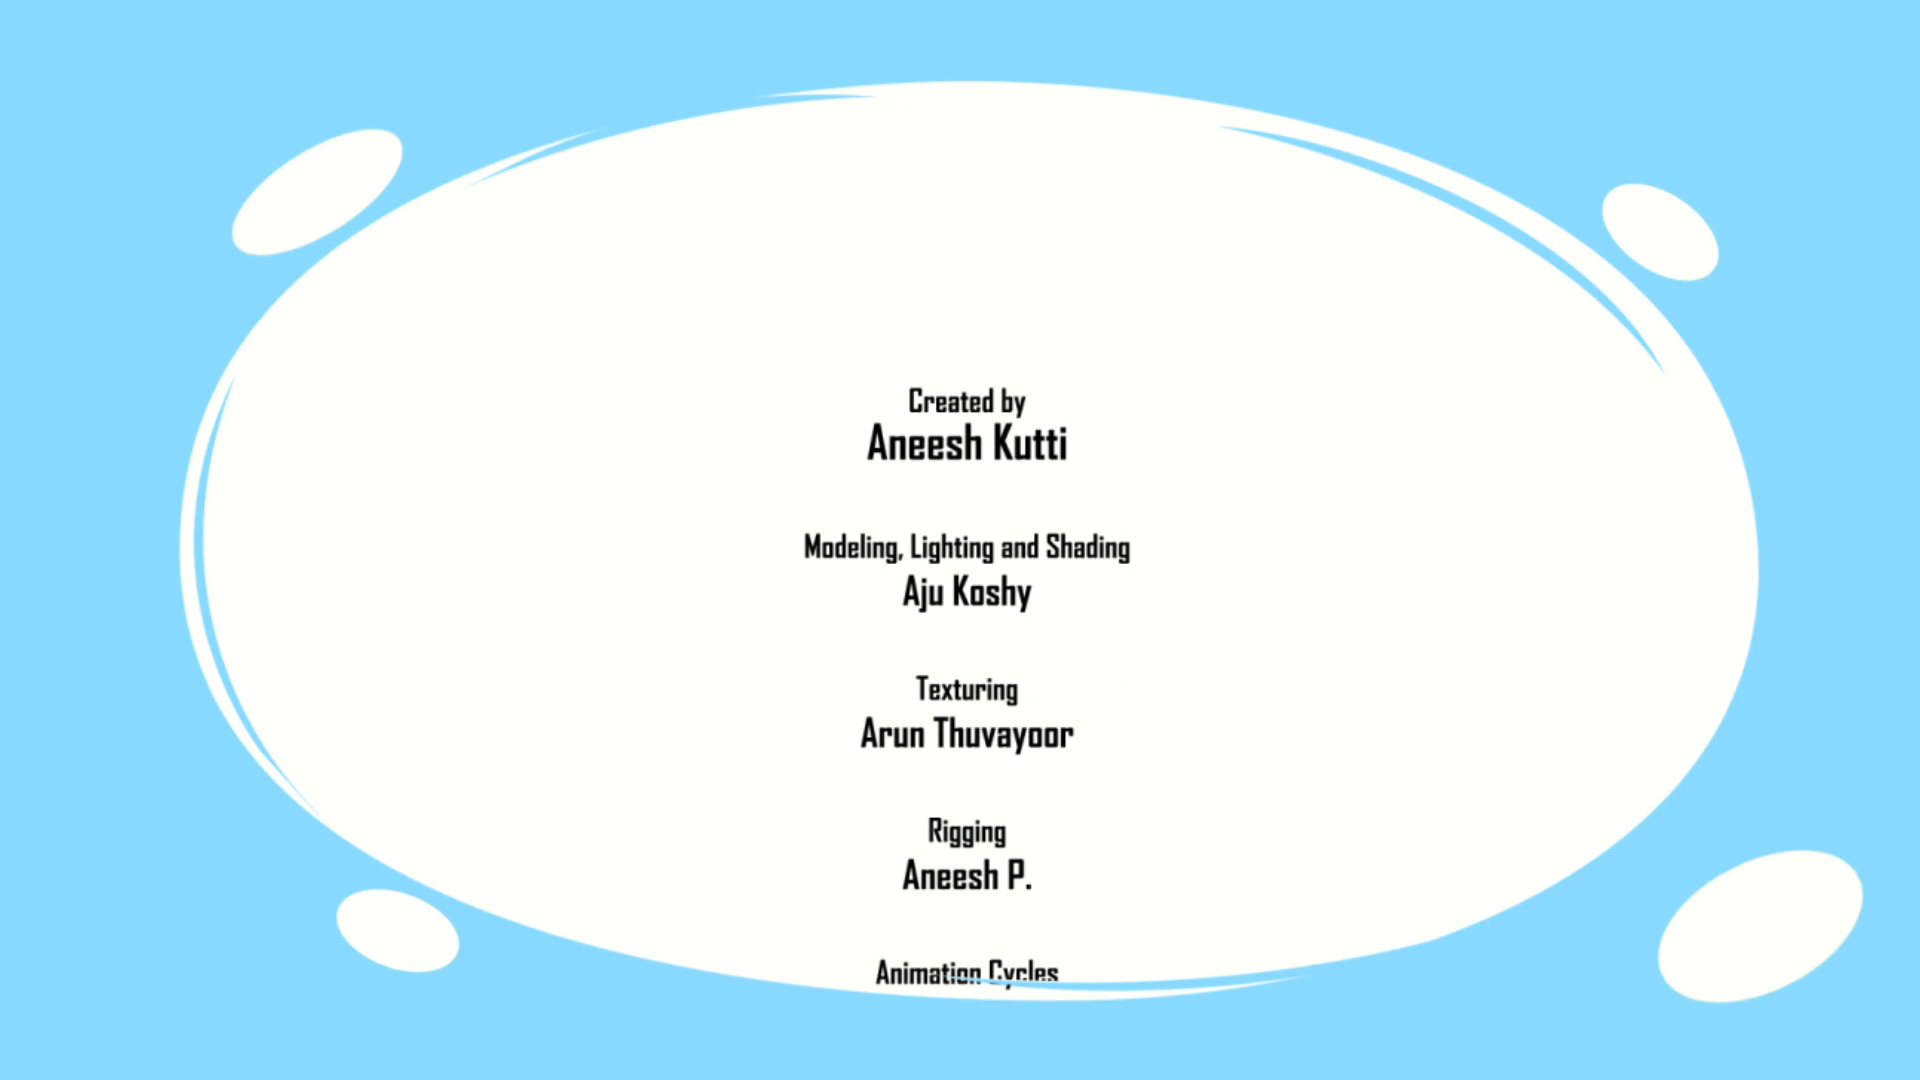 Created by
Aneesh Kutti
Modeling, Lighting and Shading
Aju Koshy
Texturing
Arun Thuvayoor
Rigging
Aneesh P.
Animation Cycles